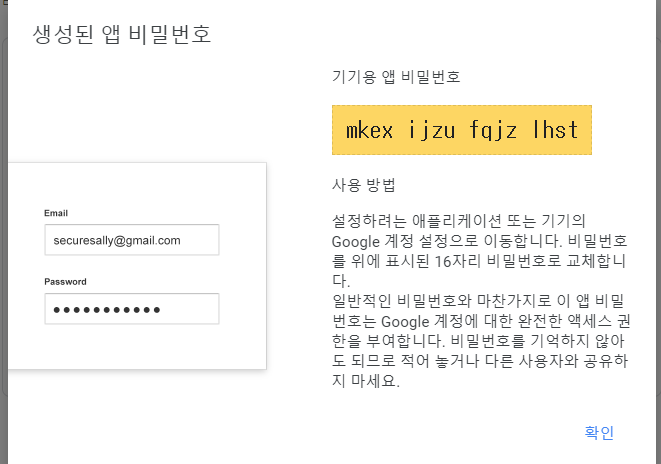 생성된 앱 비밀번호
기기용 앱 비밀번호
mkex ijzu fqjz lhst
Email
securesally@gmail.com
Password
●●●●●●●●●●●
사용 방법
설정하려는 애플리케이션 또는 기기의
Google 계정 설정으로 이동합니다. 비밀번호
를 위에 표시된 16자리 비밀번호로 교체합니
다.
일반적인 비밀번호와 마찬가지로 이 앱 비밀
번호는 Google 계정에 대한 완전한 액세스 권
한을 부여합니다. 비밀번호를 기억하지 않아
도 되므로 적어 놓거나 다른 사용자와 공유하
지 마세요.
확인